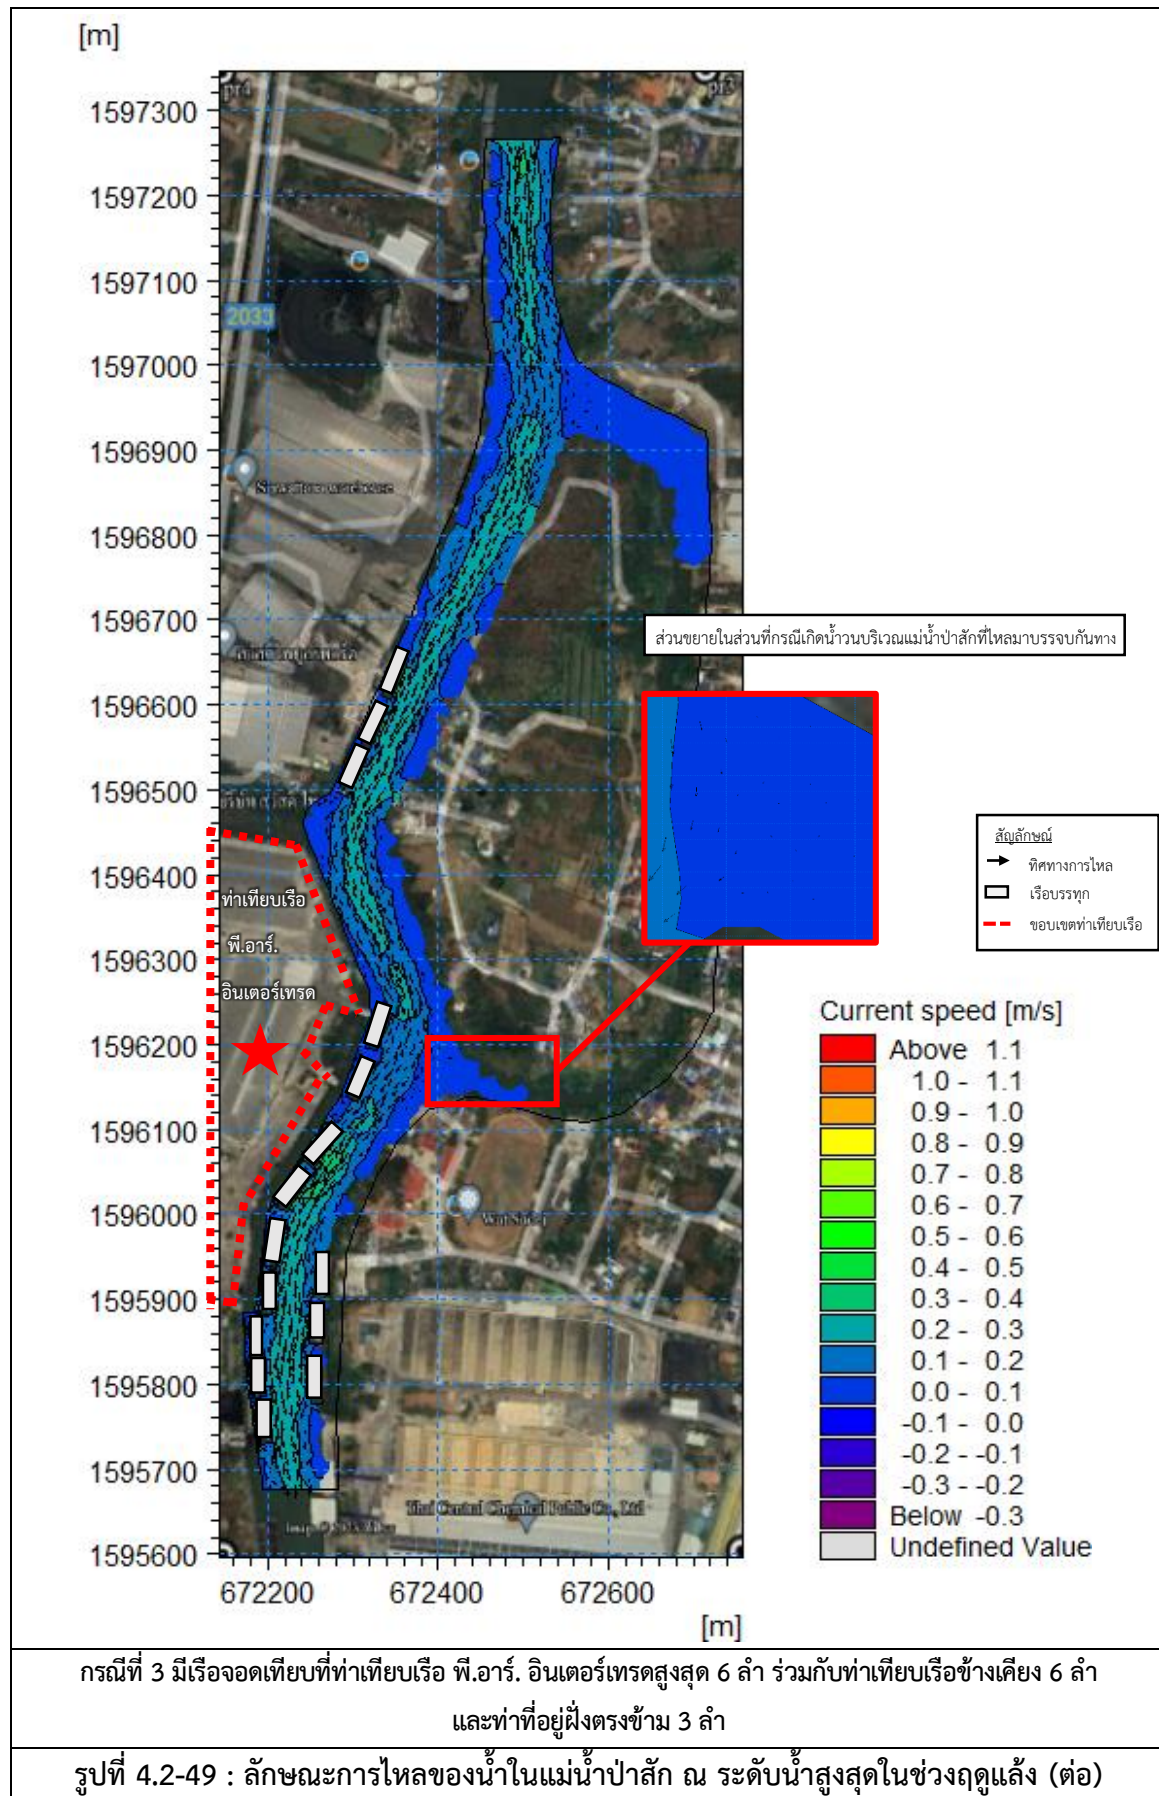 [m]
1597300
1597200
1597100
1597000
1596900
1596800
1596700
1596600
1596500
1596400
1596300
1596200
1596100
1596000
1595900
1595800
1595700
1595600
672200
672400
672600
[m]
pr4
pr3
2033
warehouse
ท่าเทียบเรือ
พี.อาร์.
อินเตอร์เทรด
Thai Central Chemical Public Co., Ltd
ส่วนขยายในส่วนที่กรณีเกิดน้ำวนบริเวณแม่น้ำป่าสักที่ไหลมาบรรจบกันทาง
สัญลักษณ์
ทิศทางการไหล
เรือบรรทุก
ขอบเขตท่าเทียบเรือ
Current speed [m/s]
Above 1.1
1.0 - 1.1
0.9 - 1.0
0.8 - 0.9
0.7 - 0.8
0.6 - 0.7
0.5 - 0.6
0.4 - 0.5
0.3 - 0.4
0.2 - 0.3
0.1 - 0.2
0.0 - 0.1
-0.1 - 0.0
-0.2 - -0.1
-0.3 - -0.2
Below -0.3
Undefined Value
กรณีที่ 3 มีเรือจอดเทียบที่ท่าเทียบเรือ พี.อาร์. อินเตอร์เทรดสูงสุด 6 ลำ ร่วมกับท่าเทียบเรือข้างเคียง 6 ลำ
และท่าที่อยู่ฝั่งตรงข้าม 3 ลำ
รูปที่ 4.2-49 : ลักษณะการไหลของน้ำในแม่น้ำป่าสัก ณ ระดับน้ำสูงสุดในช่วงฤดูแล้ง (ต่อ)